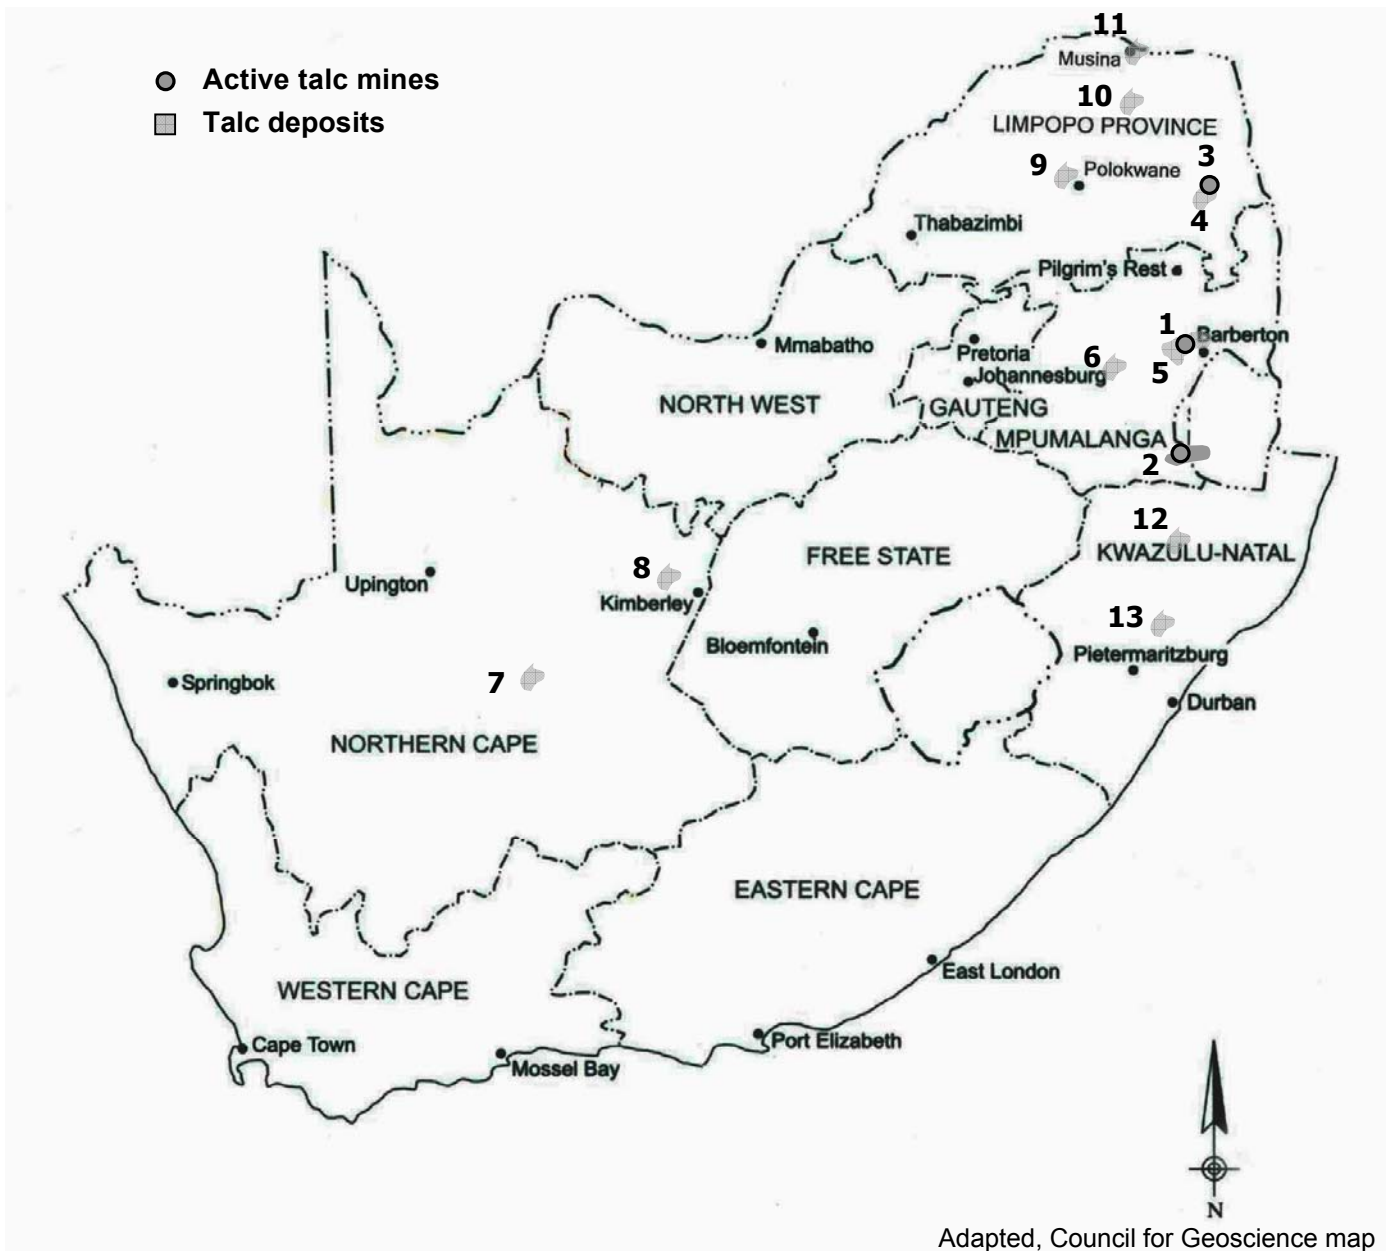 Active talc mines
Talc deposits
11
Musina
10
LIMPOPO PROVINCE
3
9
Polokwane
4
Thabazimbi
Pilgrim's Rest
1
Barberton
Mmabatho
Pretoria
6
5
Johannesburg
NORTH WEST
GAUTENG
MPUMALANGA
2
12
KWAZULU-NATAL
FREE STATE
8
Upington
Kimberley
13
Bloemfontein
Pietermaritzburg
7
Springbok
Durban
NORTHERN CAPE
EASTERN CAPE
East London
WESTERN CAPE
Cape Town
Port Elizabeth
Mossel Bay
N
Adapted, Council for Geoscience map